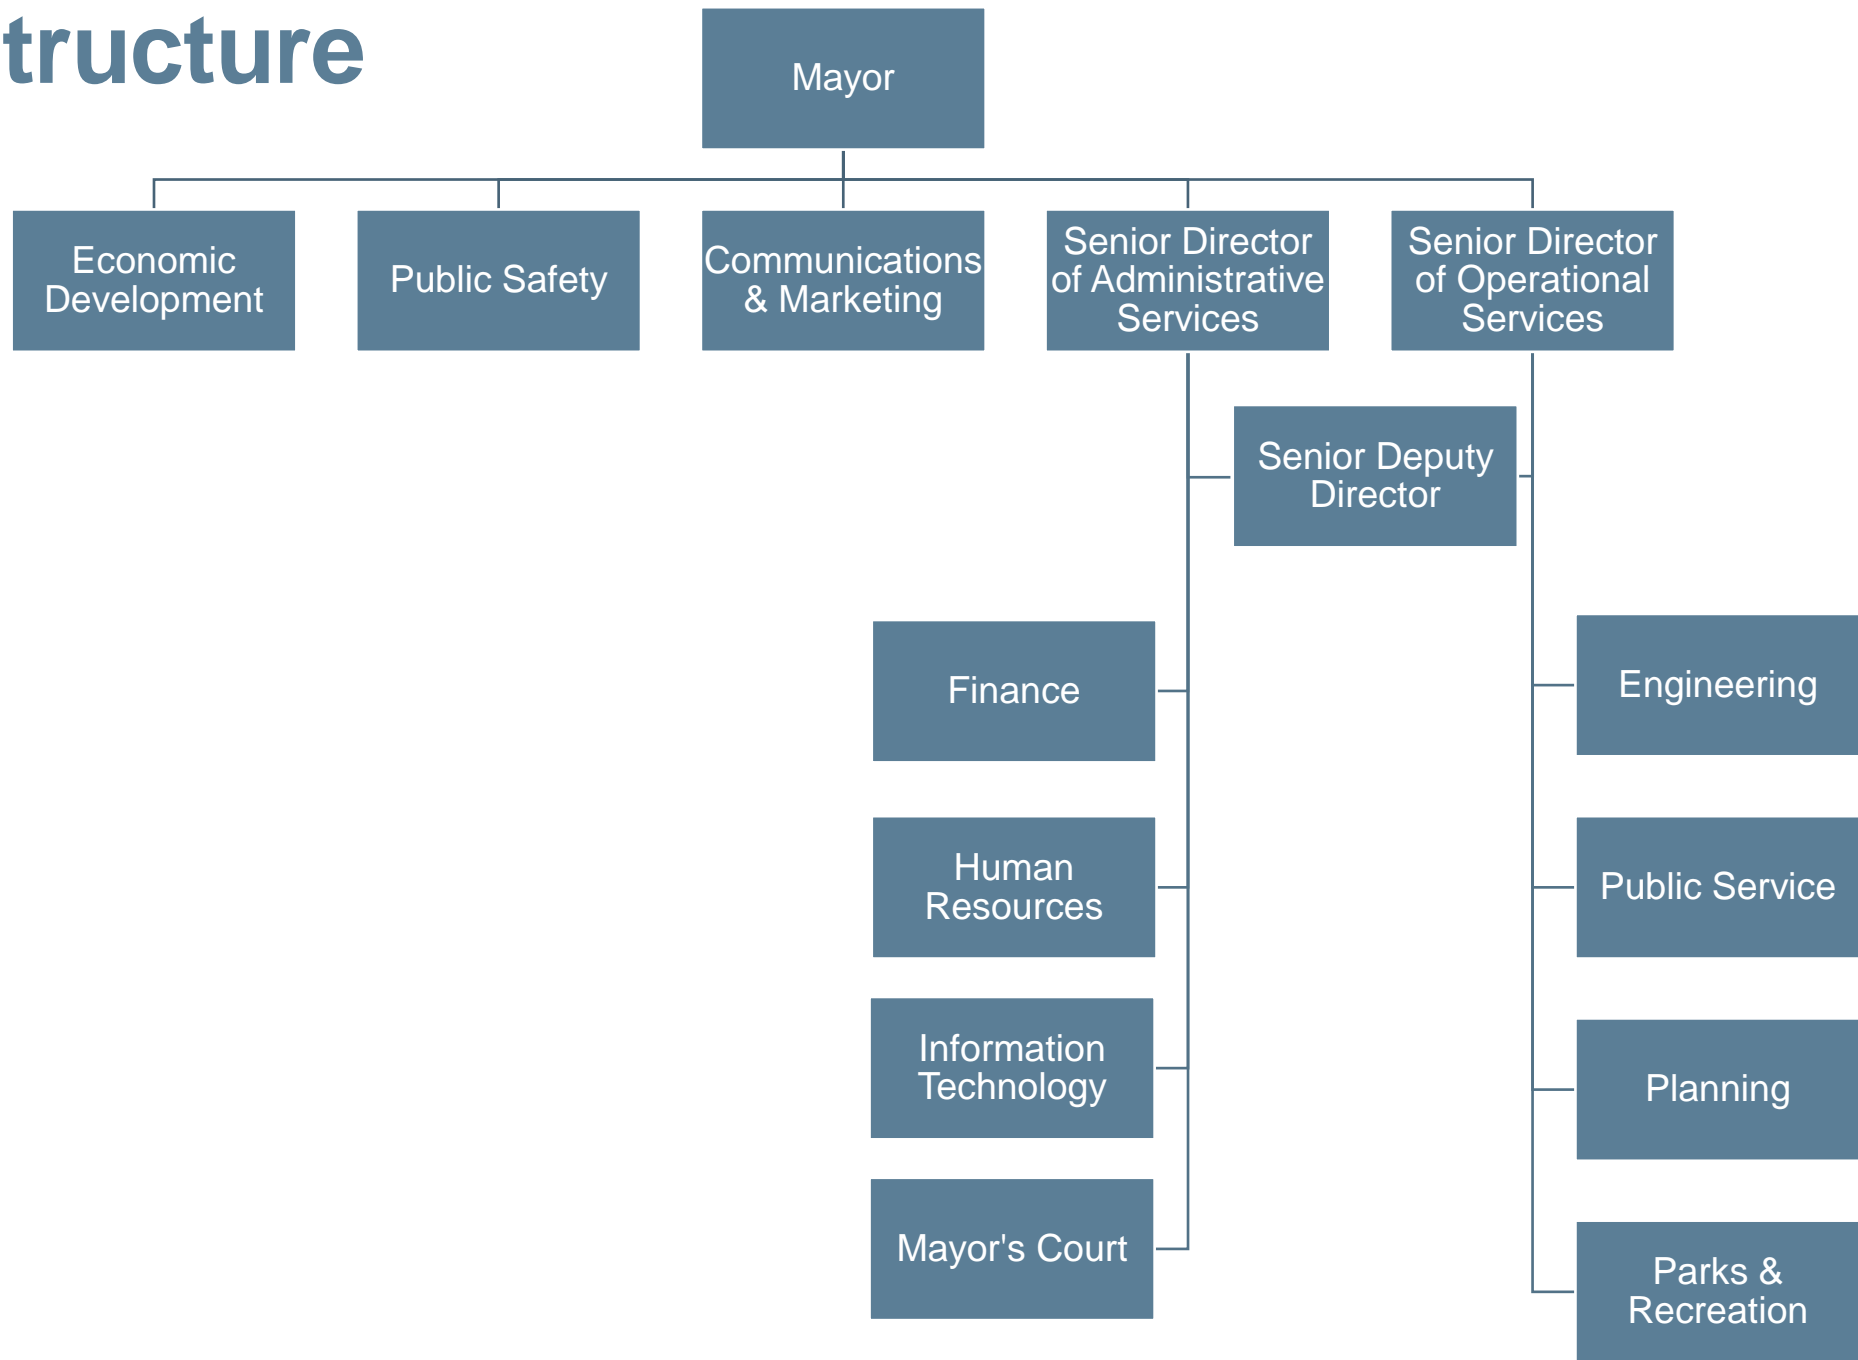 tructure
Mayor
Economic
Development
Public Safety
Communications
& Marketing
Senior Director
of Administrative
Services
Senior Director
of Operational
Services
Senior Deputy
Director
Finance
Human
Resources
Information
Technology
Mayor's Court
Engineering
Public Service
Planning
Parks &
Recreation